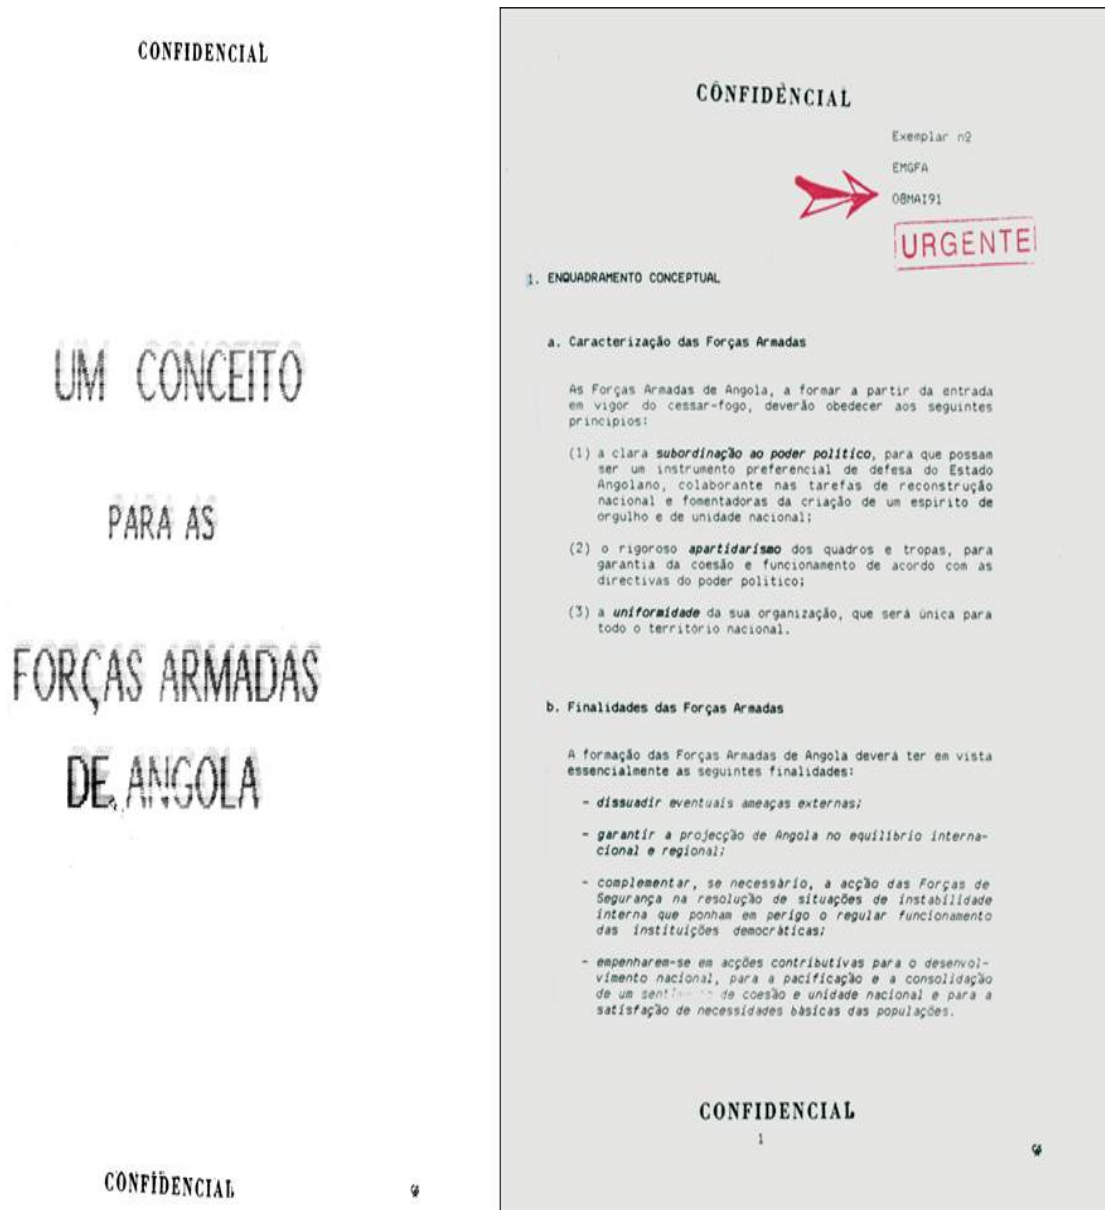 CONFIDENCIAL
UM CONCEITO
PARA AS
FORÇAS ARMADAS
DE ANGOLA
CONFIDENCIAL
CONFIDENCIAL
Exemplar nº
EMGFA
08MAI91
URGENTE
1. ENQUADRAMENTO CONCEPTUAL
a. Caracterização das Forças Armadas
As Forças Armadas de Angola, a formar a partir da entrada
em vigor do cessar-fogo, deverão obedecer aos seguintes
principios:
(1) a clara subordinação ao poder politico, para que possam
ser um instrumento preferencial de defesa do Estado
Angolano, colaborante nas tarefas de reconstrução
nacional e fomentadoras da criação de um espirito de
orgulho e de unidade nacional;
(2) o rigoroso apartidarismo dos quadros e tropas, para
garantia da coesão e funcionamento de acordo com as
directivas do poder politico;
(3) a uniformidade da sua organização, que será única para
todo o território nacional.
b. Finalidades das Forças Armadas
A formação das Forças Armadas de Angola deverá ter em vista
essencialmente as seguintes finalidades:
- dissuadir eventuais ameaças externas;
- garantir a projecção de Angola no equilíbrio interna-
cional e regional;
- complementar, se necessàrio, a acção das Forças de
Segurança na resolução de situações de instabilidade
interna que ponham em perigo o regular funcionamento
das instituições democràticas;
- empenharem-se em acções contributivas para o desenvol-
vimento nacional, para a pacificação e a consolidação
de um de coesão e unidade nacional e para a
satisfação de necessidades bàsicas das populações.
CONFIDENCIAL
1